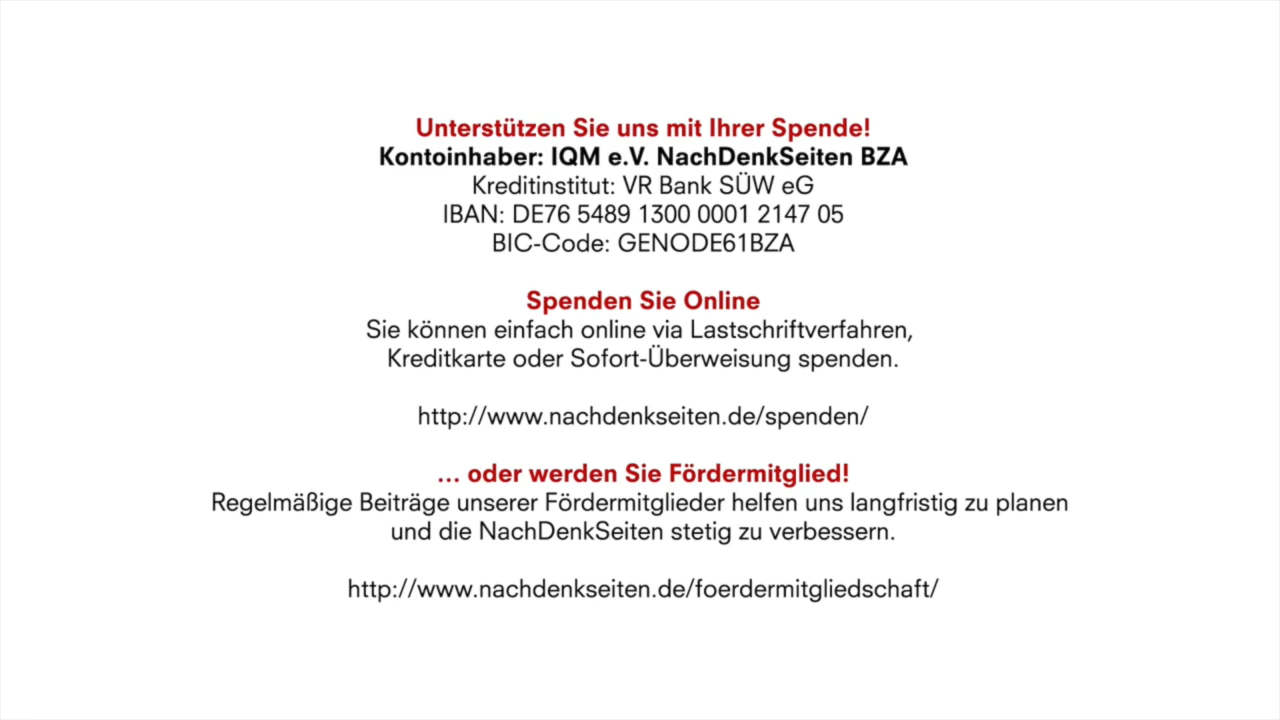 Unterstützen Sie uns mit Ihrer Spende!
Kontoinhaber: IQM e.V. NachDenkSeiten BZA
Kreditinstitut: VR Bank SÜW eG
IBAN: DE76 5489 1300 0001 2147 05
BIC-Code: GENODE61BZA
Spenden Sie Online
Sie können einfach online via Lastschriftverfahren,
Kreditkarte oder Sofort-Überweisung spenden.
http://www.nachdenkseiten.de/spenden/
... oder werden Sie Fördermitglied!
Regelmäßige Beiträge unserer Fördermitglieder helfen uns langfristig zu planen
und die NachDenkSeiten stetig zu verbessern.
http://www.nachdenkseiten.de/foerdermitgliedschaft/